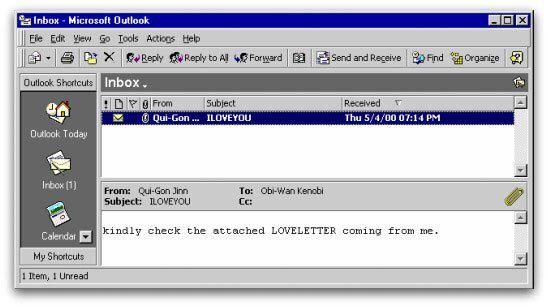 Inbox - Microsoft Outlook
File Edit View Go Tools Actions Help
Reply Reply to All Forward Send and Receive Find Organize
Outlook Shortcuts
Inbox.
! From Subject Received
Outlook Today
Qui-Gon ... ILOVEYOU Thu 5/4/00 07:14 PM
Inbox (1)
From: Qui-Gon Jinn To: Obi-Wan Kenobi
Subject: ILOVEYOU Cc:
Calendar
kindly check the attached LOVELETTER coming from me.
My Shortcuts
1 Item, 1 Unread